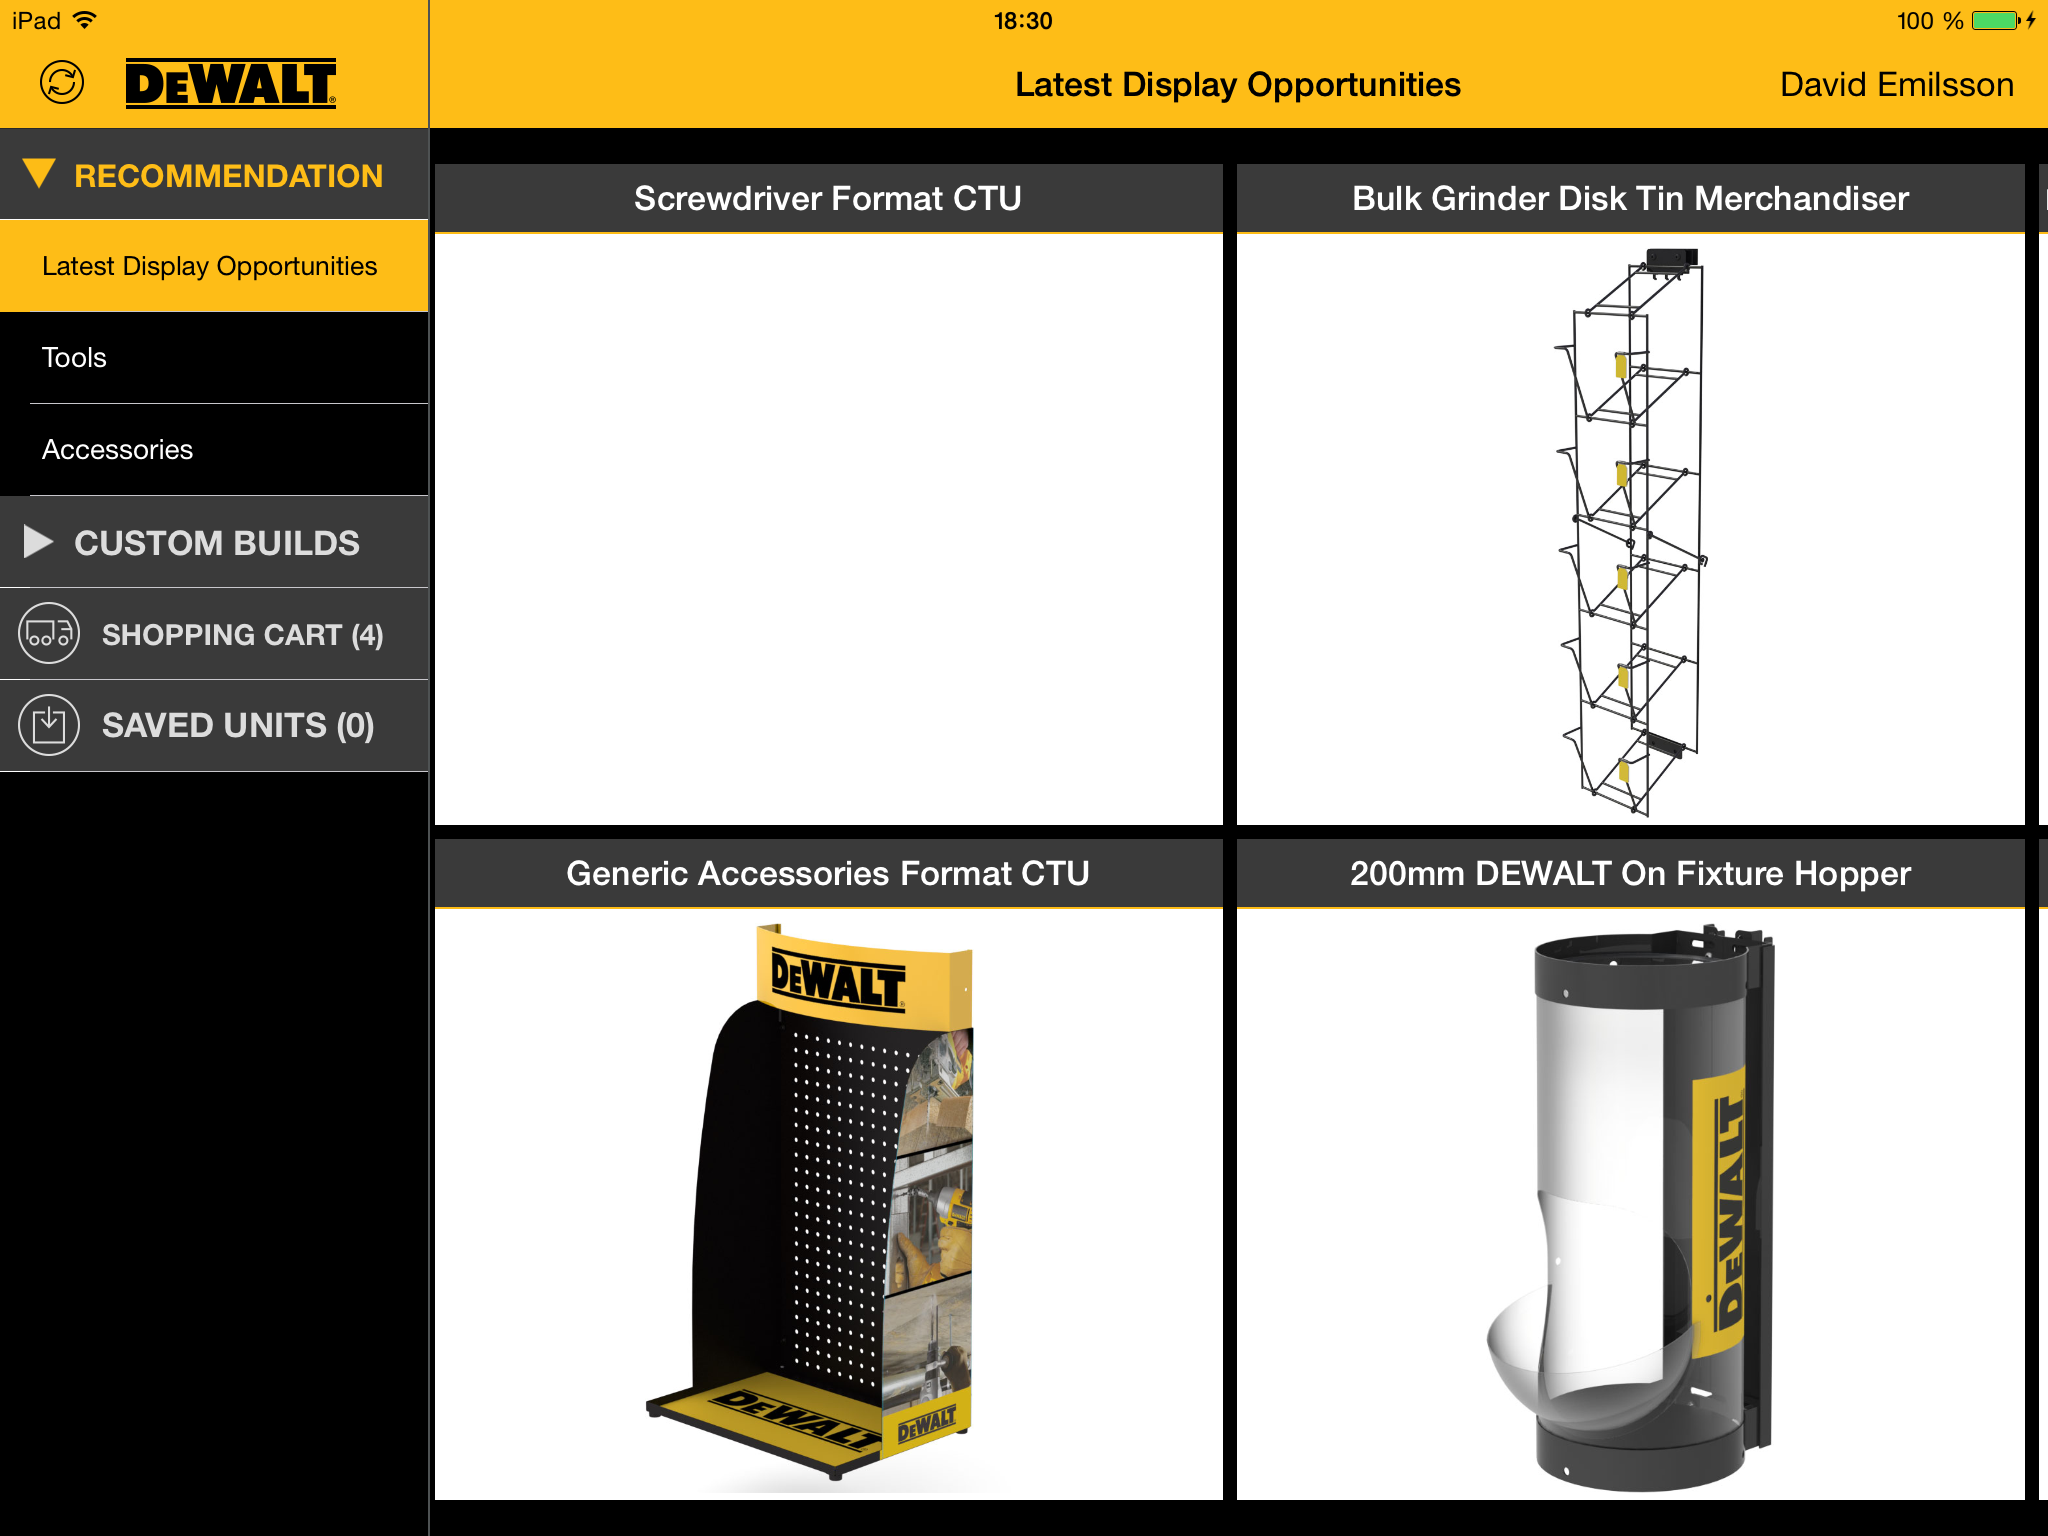 iPad
18:30
100 %
DEWALT
Latest Display Opportunities
David Emilsson
RECOMMENDATION
Latest Display Opportunities
Tools
Accessories
CUSTOM BUILDS
SHOPPING CART (4)
SAVED UNITS (0)
Screwdriver Format CTU
Bulk Grinder Disk Tin Merchandiser
Generic Accessories Format CTU
DEWALT
DEWALT
DEWALT
200mm DEWALT On Fixture Hopper
DEWALT